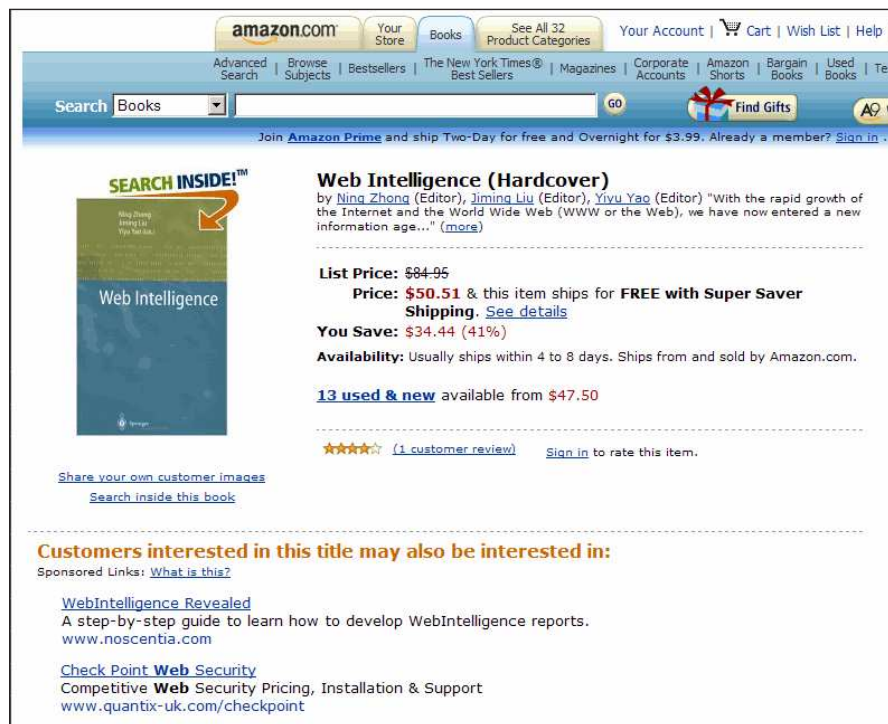 amazon.com Your Store Books See All 32 Product Categories Your Account | Cart | Wish List | Help
Advanced Search | Browse Subjects | Bestsellers | The New York Times® Best Sellers | Magazines | Corporate Accounts | Amazon Shorts | Bargain Books | Used Books | Te
Search Books GO Find Gifts A9
Join Amazon Prime and ship Two-Day for free and Overnight for $3.99. Already a member? Sign in .
SEARCH INSIDE!™
Ning Zhong
Jiming Liu
Yiyu Yao
Web Intelligence
Springer
Share your own customer images
Search inside this book
Web Intelligence (Hardcover)
by Ning Zhong (Editor), Jiming Liu (Editor), Yiyu Yao (Editor) "With the rapid growth of
the Internet and the World Wide Web (WWW or the Web), we have now entered a new
information age..." (more)
List Price: $84.95
Price: $50.51 & this item ships for FREE with Super Saver
Shipping. See details
You Save: $34.44 (41%)
Availability: Usually ships within 4 to 8 days. Ships from and sold by Amazon.com.
13 used & new available from $47.50
(1 customer review) Sign in to rate this item.
Customers interested in this title may also be interested in:
Sponsored Links: What is this?
WebIntelligence Revealed
A step-by-step guide to learn how to develop WebIntelligence reports.
www.noscentia.com
Check Point Web Security
Competitive Web Security Pricing, Installation & Support
www.quantix-uk.com/checkpoint